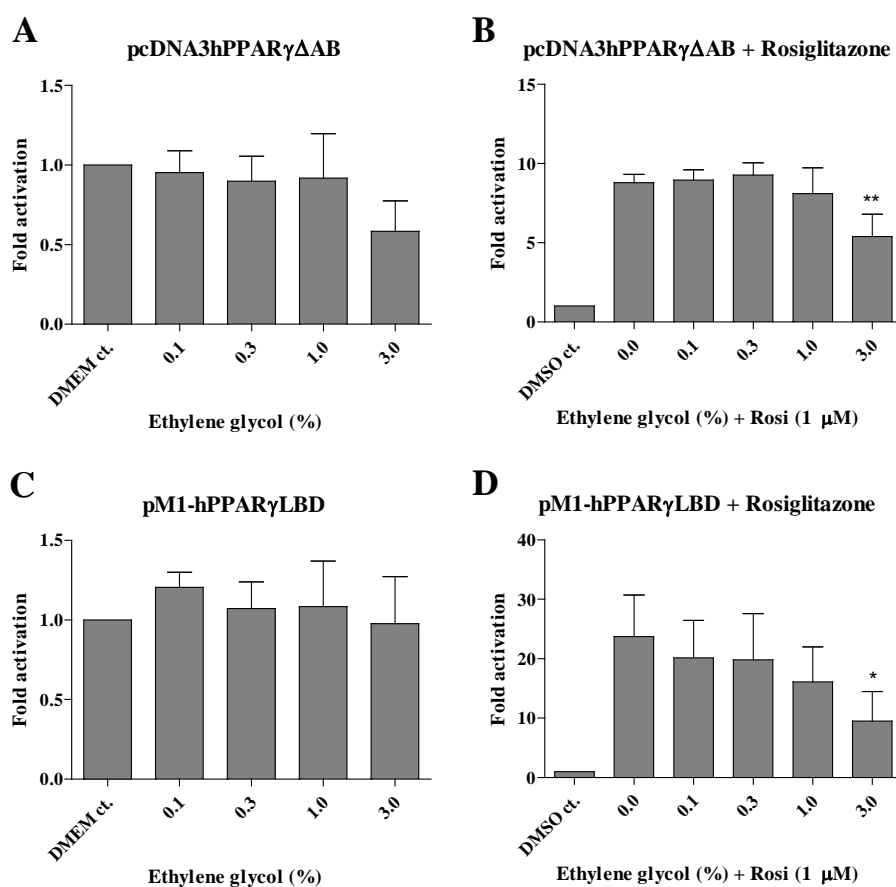 A
pcDNA3hPPARγΔAB
Fold activation
1.5
1.0
0.5
0.0
DMEM ct.
0.1
0.3
1.0
3.0
Ethylene glycol (%)
B
pcDNA3hPPARγΔAB + Rosiglitazone
Fold activation
15
10
5
0
**
DMSO ct.
0.0
0.1
0.3
1.0
3.0
Ethylene glycol (%) + Rosi (1 μM)
C
pM1-hPPARγLBD
Fold activation
1.5
1.0
0.5
0.0
DMEM ct.
0.1
0.3
1.0
3.0
Ethylene glycol (%)
D
pM1-hPPARγLBD + Rosiglitazone
Fold activation
40
30
20
10
0
*
DMSO ct.
0.0
0.1
0.3
1.0
3.0
Ethylene glycol (%) + Rosi (1 μM)